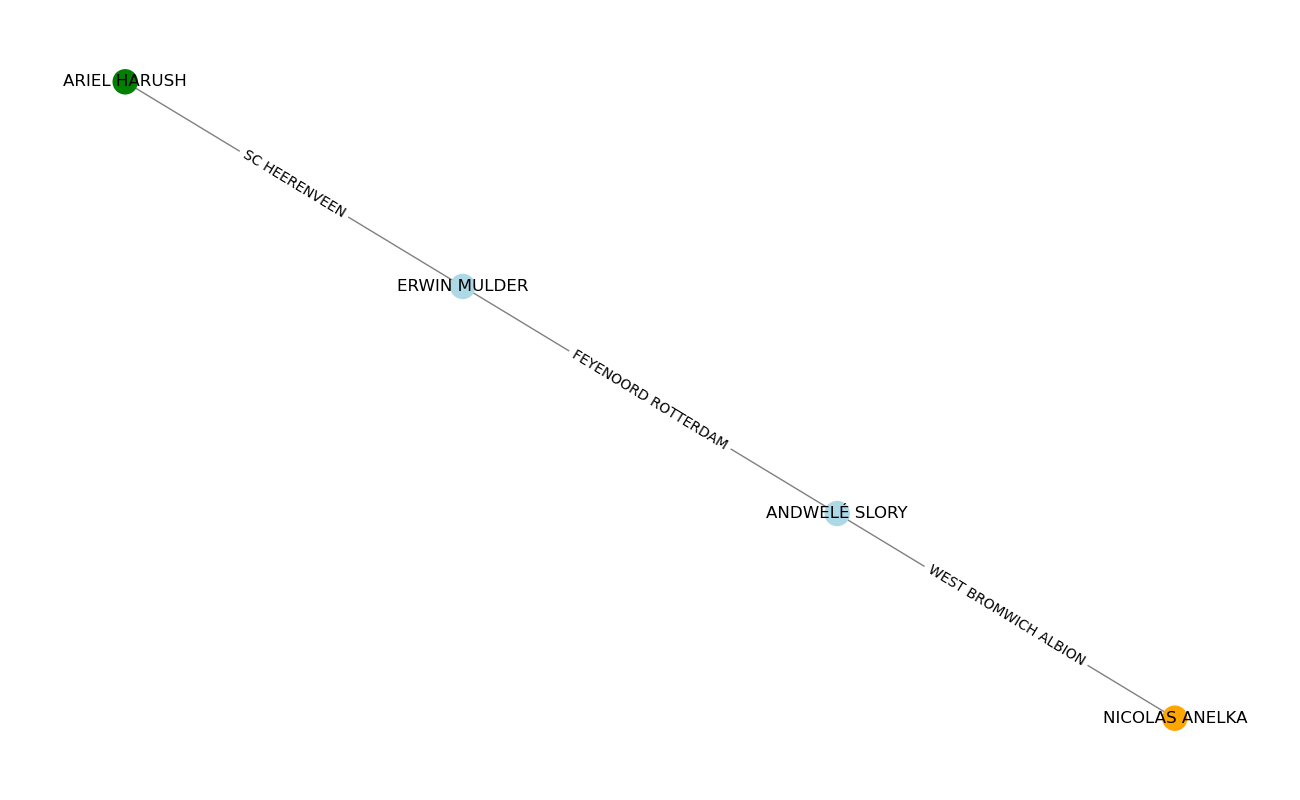 ARIEL HARUSH
SC HEERENVEEN
ERWIN MULDER
FEYENOORD ROTTERDAM
ANDWELÉ SLORY
WEST BROMWICH ALBION
NICOLAS ANELKA